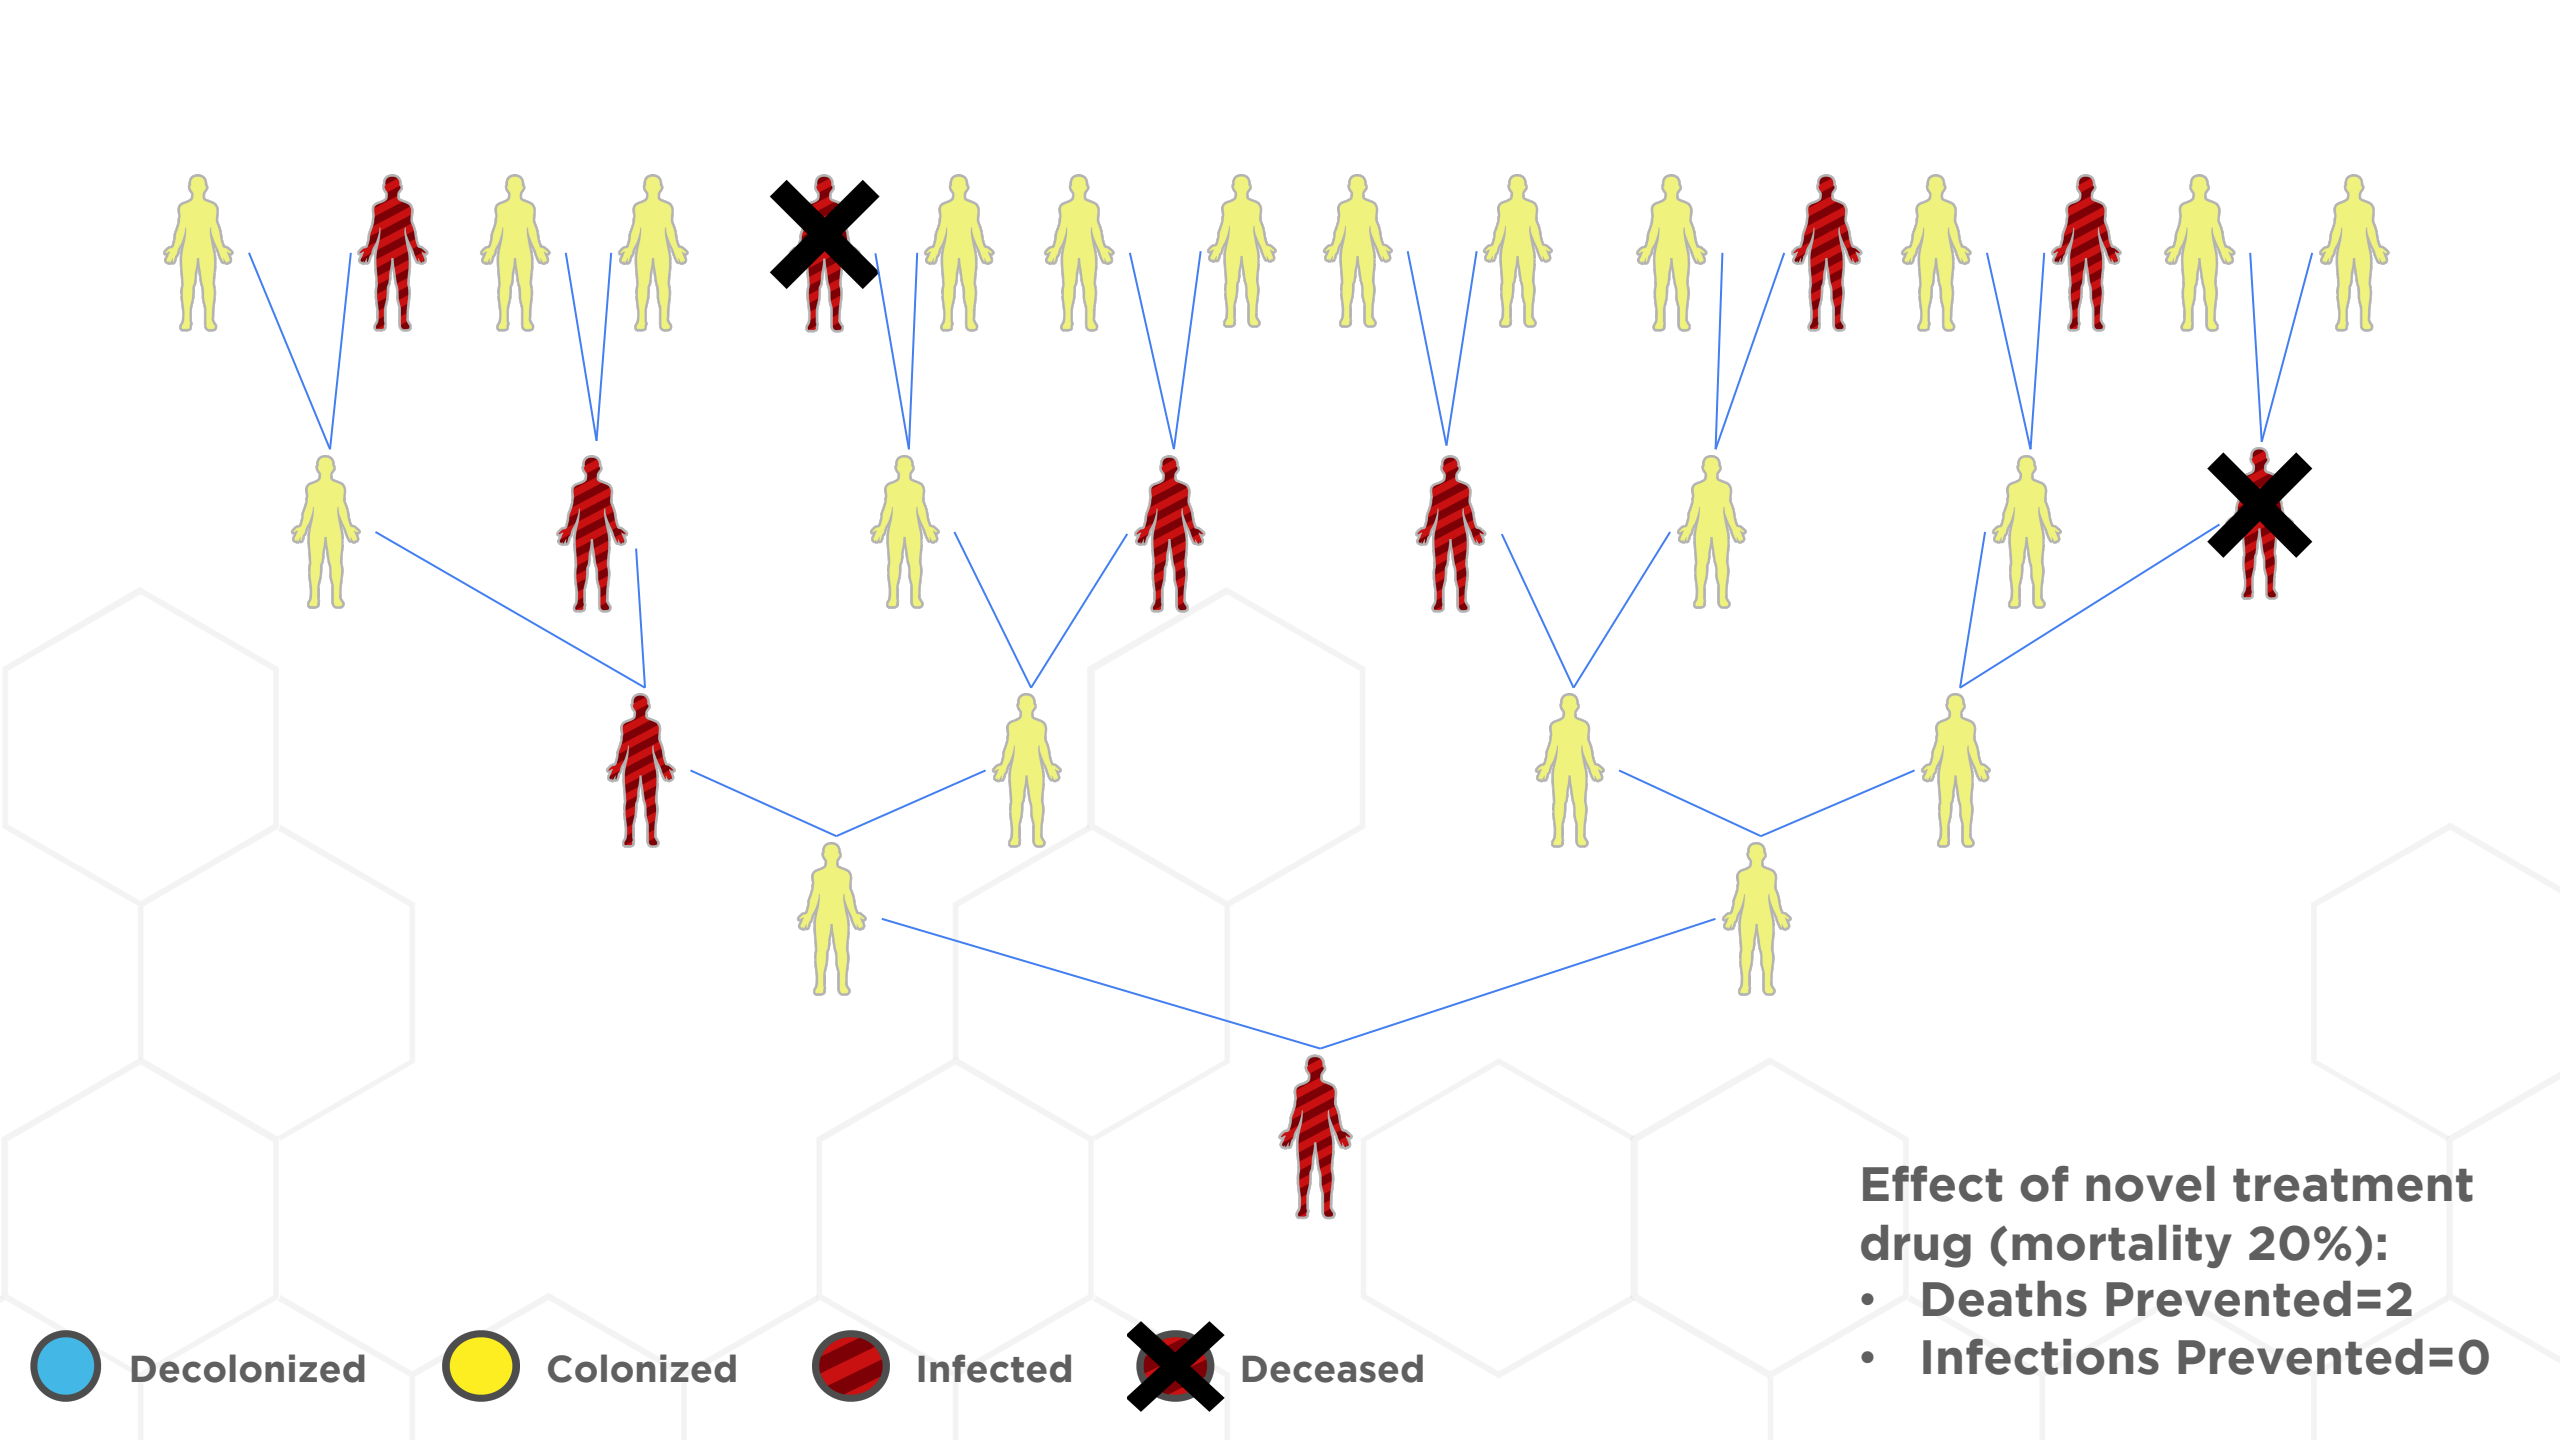 Effect of novel treatment
drug (mortality 20%):
• Deaths Prevented=2
• Infections Prevented=0
Decolonized
Colonized
Infected
Deceased